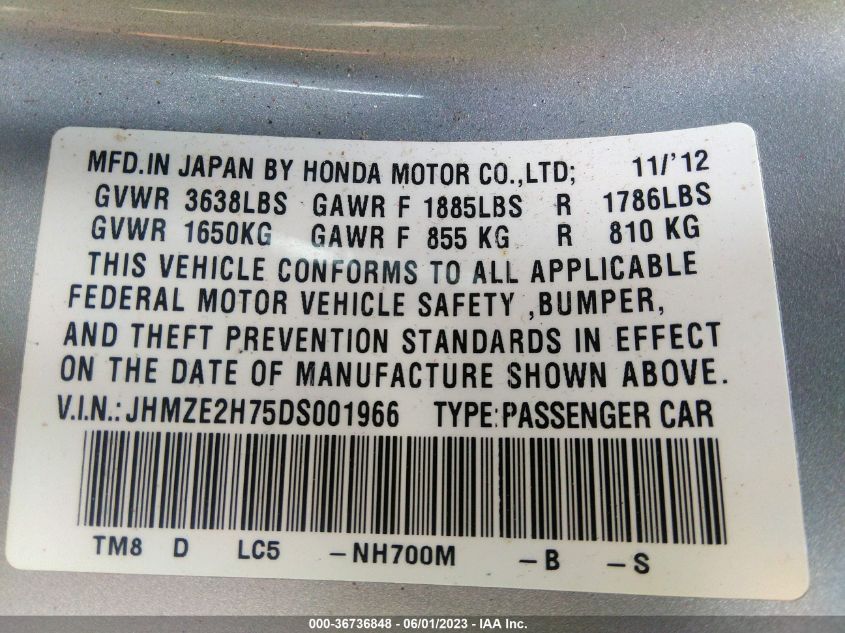 MFD.IN JAPAN BY HONDA MOTOR CO.,LTD; 11/'12
GVWR 3638LBS GAWR F 1885LBS R 1786LBS
GVWR 1650KG GAWR F 855 KG R 810 KG
THIS VEHICLE CONFORMS TO ALL APPLICABLE
FEDERAL MOTOR VEHICLE SAFETY ,BUMPER,
AND THEFT PREVENTION STANDARDS IN EFFECT
ON THE DATE OF MANUFACTURE SHOWN ABOVE.
V.I.N.: JHMZE2H75DS001966 TYPE:PASSENGER CAR
TM8 D LC5 -NH700M -B -S
000-36736848 - 06/01/2023 - IAA Inc.